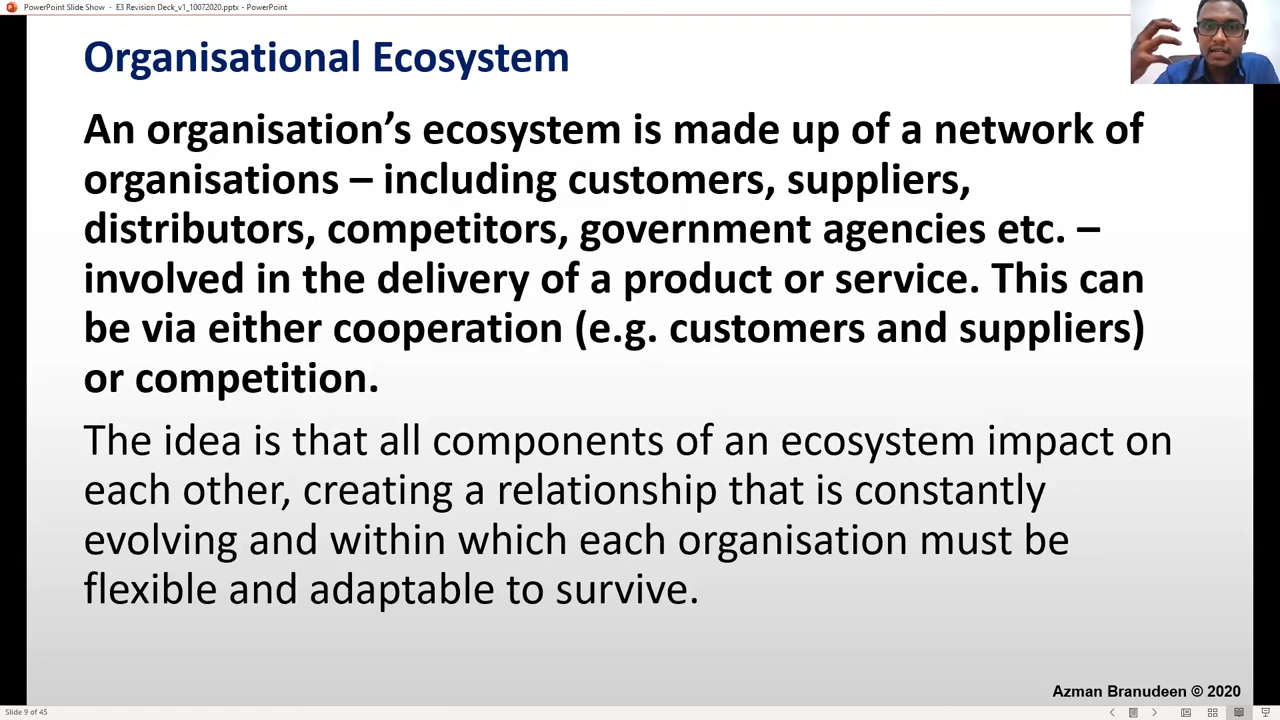 PowerPoint Slide Show - E3 Revision Deck_v1_10072020.pptx - PowerPoint
Organisational Ecosystem
An organisation’s ecosystem is made up of a network of
organisations – including customers, suppliers,
distributors, competitors, government agencies etc. –
involved in the delivery of a product or service. This can
be via either cooperation (e.g. customers and suppliers)
or competition.
The idea is that all components of an ecosystem impact on
each other, creating a relationship that is constantly
evolving and within which each organisation must be
flexible and adaptable to survive.
Azman Branudeen © 2020
Slide 9 of 45